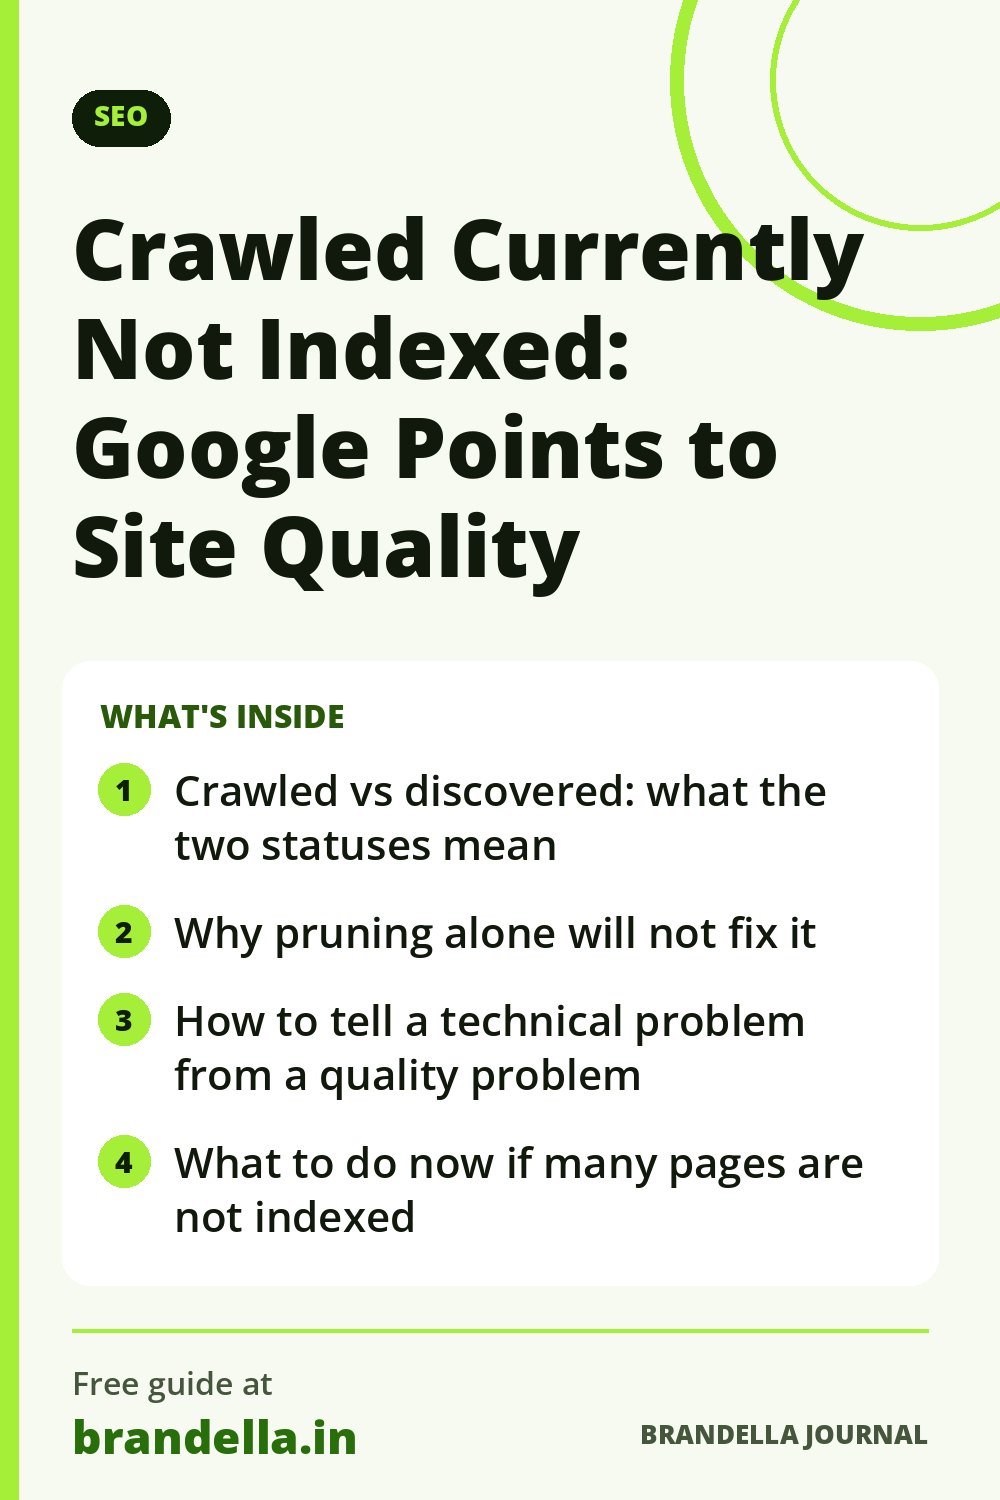 SEO
Crawled Currently
Not Indexed:
Google Points to
Site Quality
WHAT'S INSIDE
1 Crawled vs discovered: what the
two statuses mean
2 Why pruning alone will not fix it
3 How to tell a technical problem
from a quality problem
4 What to do now if many pages are
not indexed
Free guide at
brandella.in
BRANDELLA JOURNAL